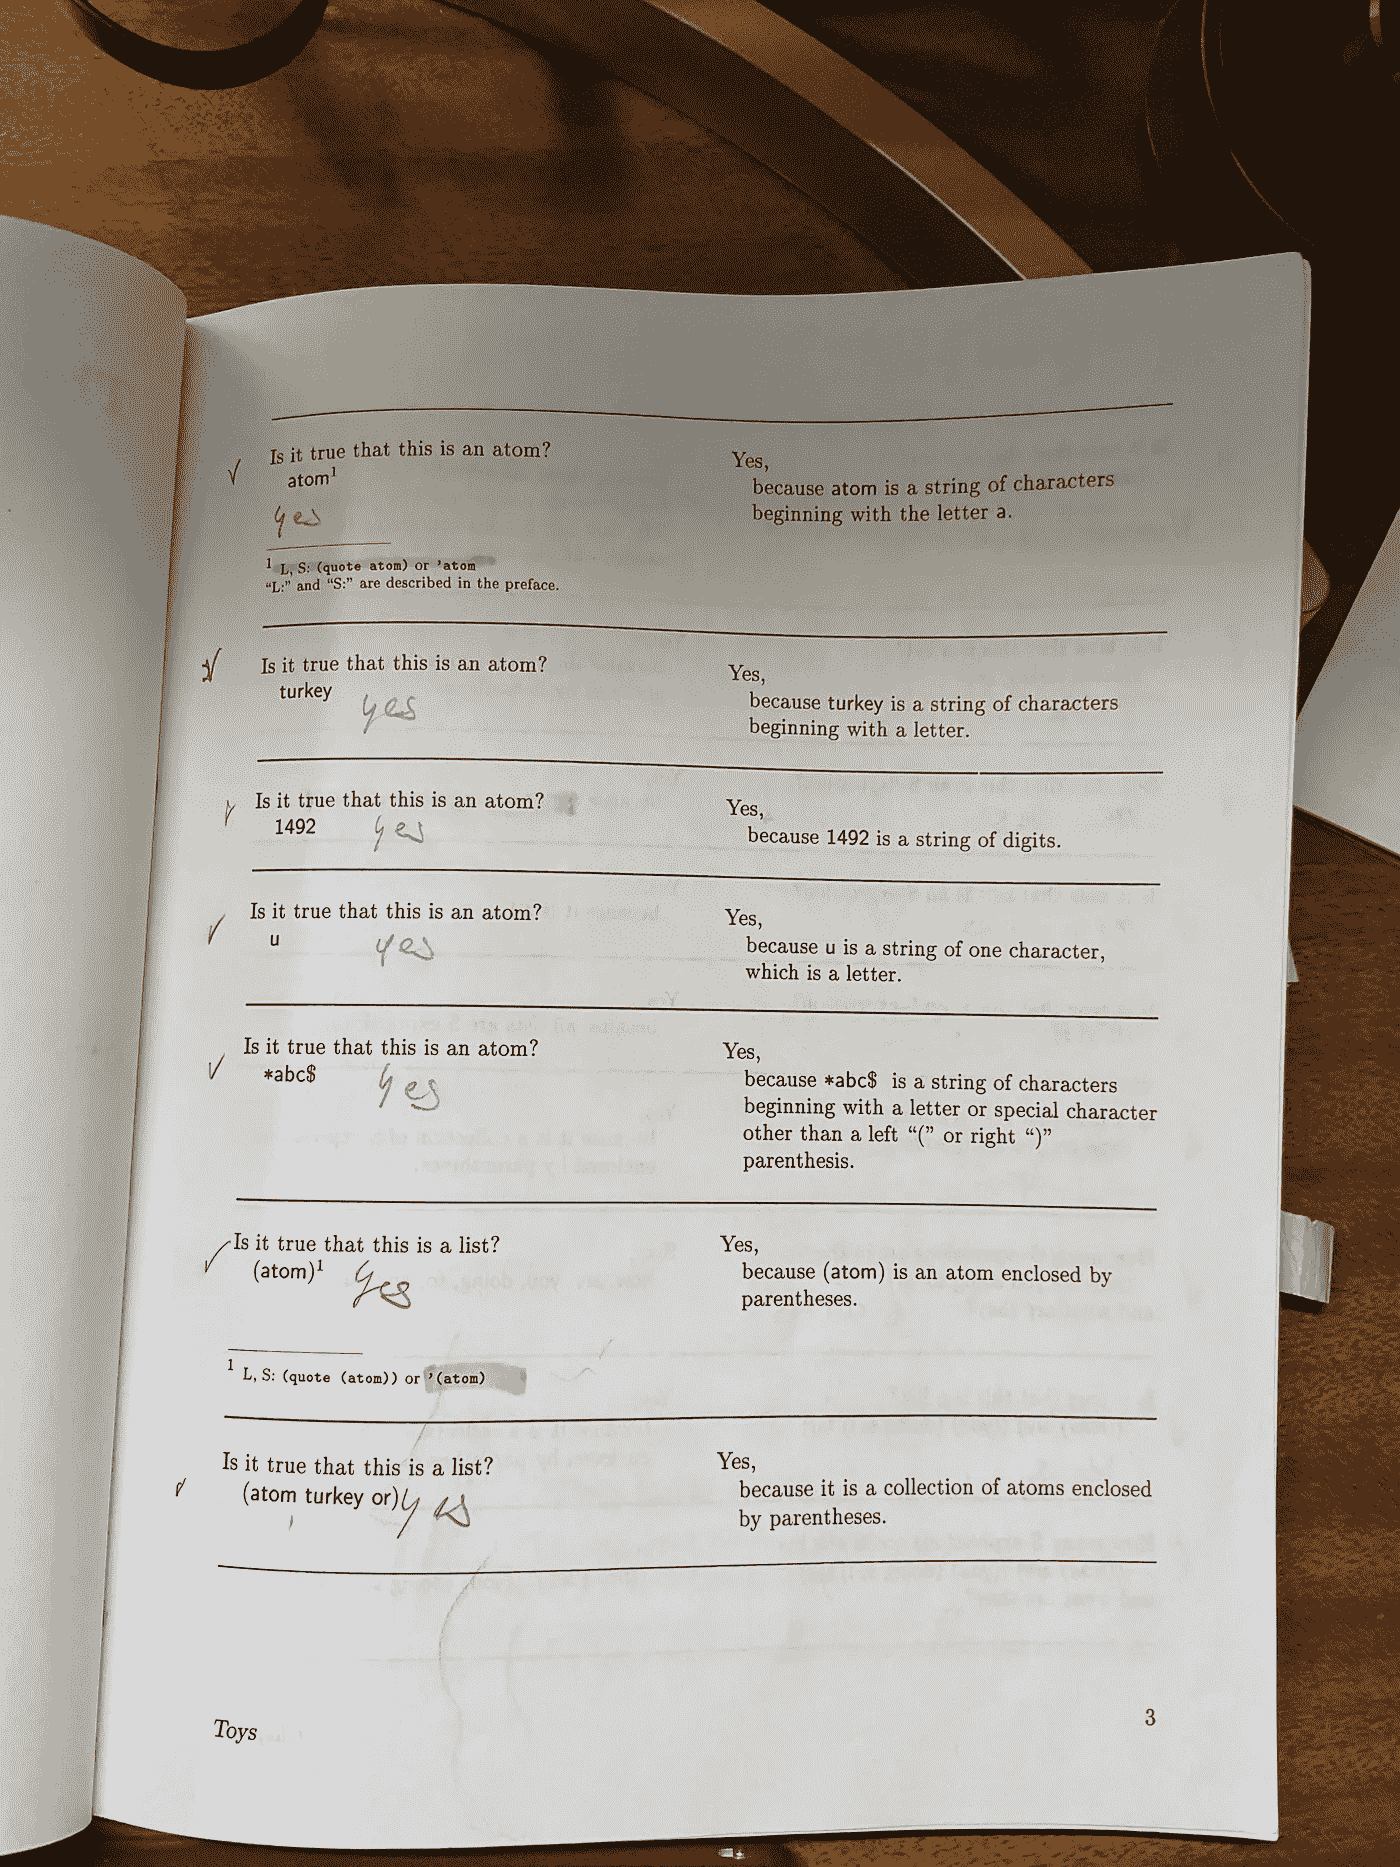 Is it true that this is an atom?
atom¹
yes
¹ L, S: (quote atom) or 'atom
“L:” and “S:” are described in the preface.
Yes,
because atom is a string of characters
beginning with the letter a.
Is it true that this is an atom?
turkey
yes
Yes,
because turkey is a string of characters
beginning with a letter.
Is it true that this is an atom?
1492
yes
Yes,
because 1492 is a string of digits.
Is it true that this is an atom?
u
yes
Yes,
because u is a string of one character,
which is a letter.
Is it true that this is an atom?
*abc$
Yes
Yes,
because *abc$ is a string of characters
beginning with a letter or special character
other than a left “(” or right “)”
parenthesis.
Is it true that this is a list?
(atom)¹
Yes
¹ L, S: (quote (atom)) or '(atom)
Yes,
because (atom) is an atom enclosed by
parentheses.
Is it true that this is a list?
(atom turkey or)
yes
Yes,
because it is a collection of atoms enclosed
by parentheses.
Toys
3